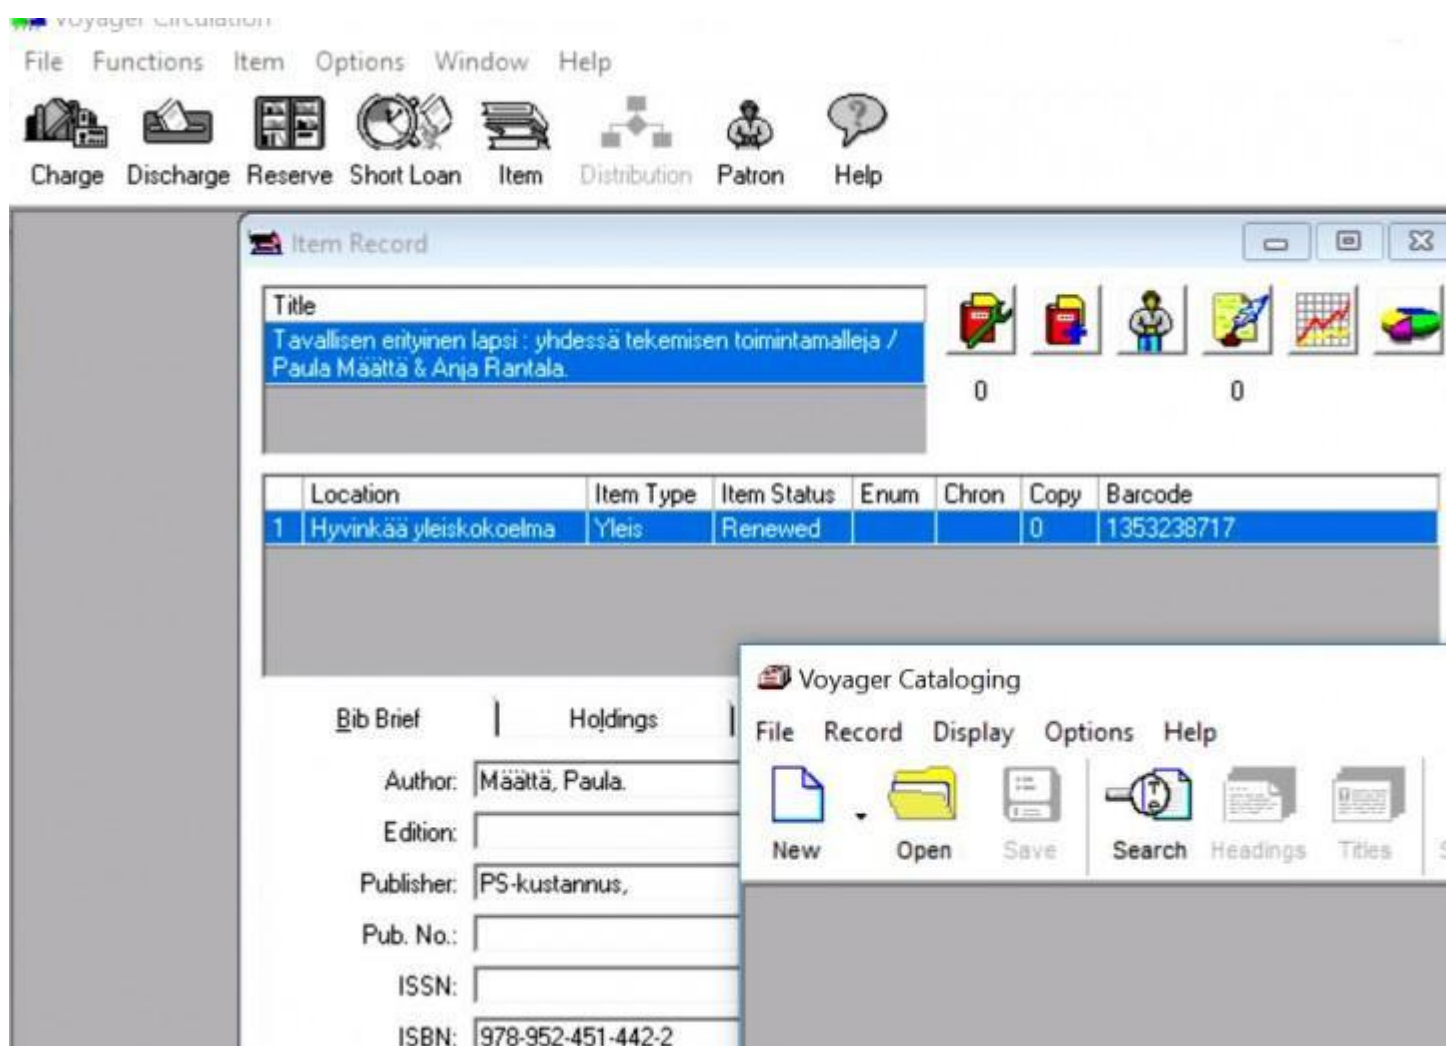 Voyager Circulation
File Functions Item Options Window Help
Charge Discharge Reserve Short Loan Item Distribution Patron Help
Item Record
Title
Tavallisen erityinen lapsi : yhdessä tekemisen toimintamalleja /
Paula Määttä & Anja Rantala.
0 0
Location Item Type Item Status Enum Chron Copy Barcode
1 Hyvinkää yleiskokoelma Yleis Renewed 0 1353238717
Voyager Cataloging
File Record Display Options Help
New Open Save Search Headings Titles
Bib Brief Holdings
Author: Määttä, Paula.
Edition:
Publisher: PS-kustannus,
Pub. No.:
ISSN:
ISBN: 978-952-451-442-2